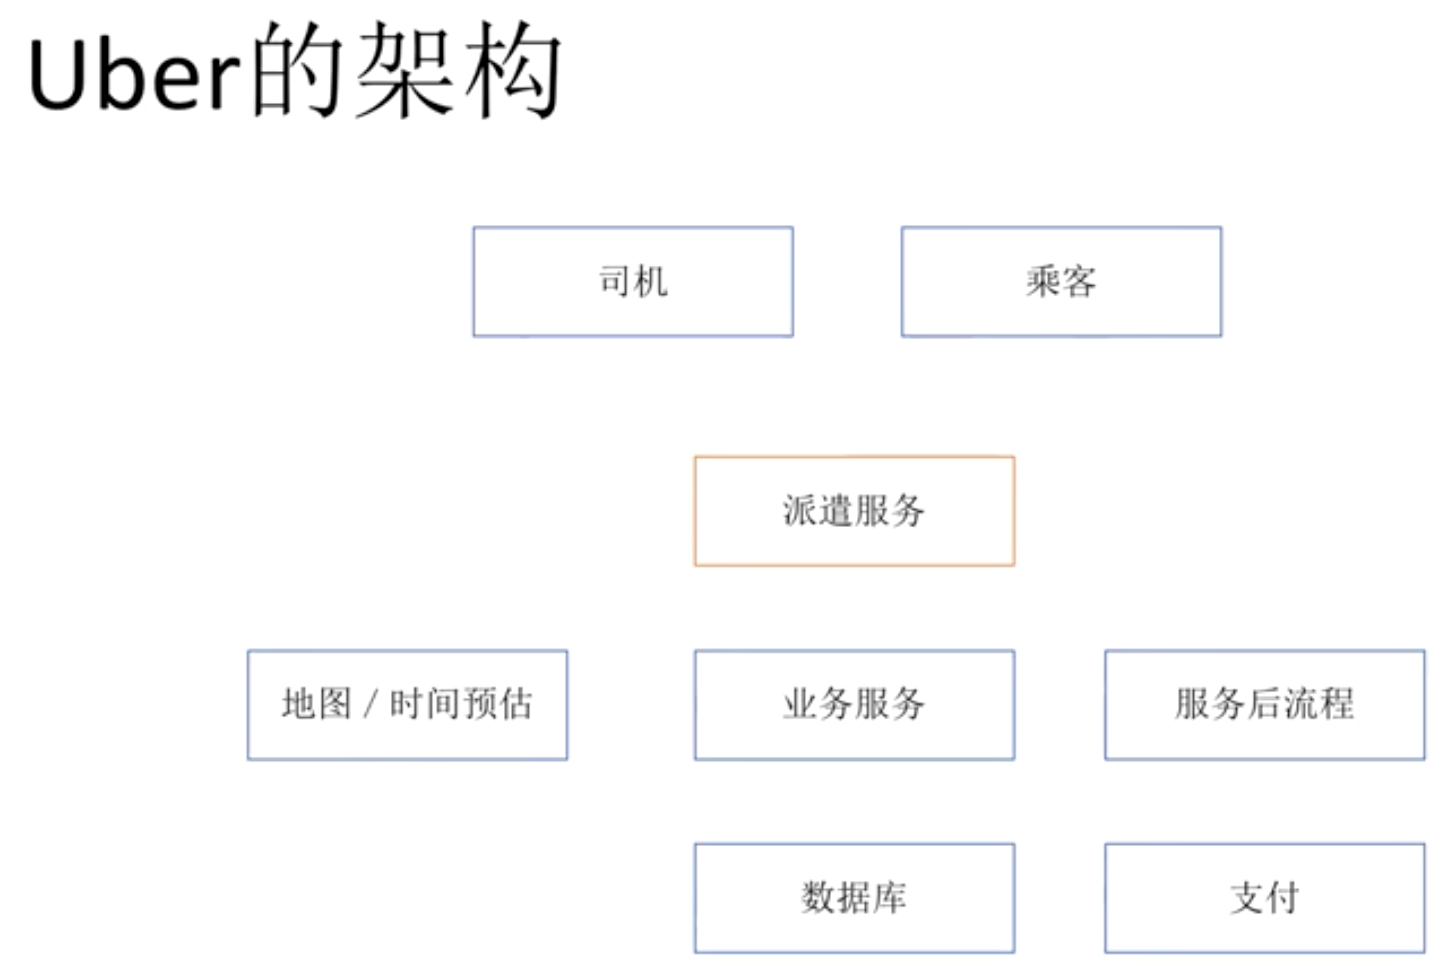 Uber的架构
司机
乘客
派遣服务
地图 / 时间预估
业务服务
服务后流程
数据库
支付